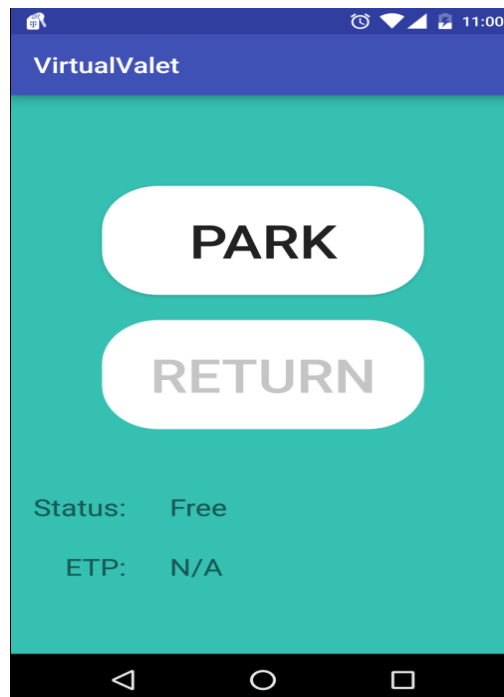 11:00
VirtualValet
PARK
RETURN
Status: Free
ETP: N/A